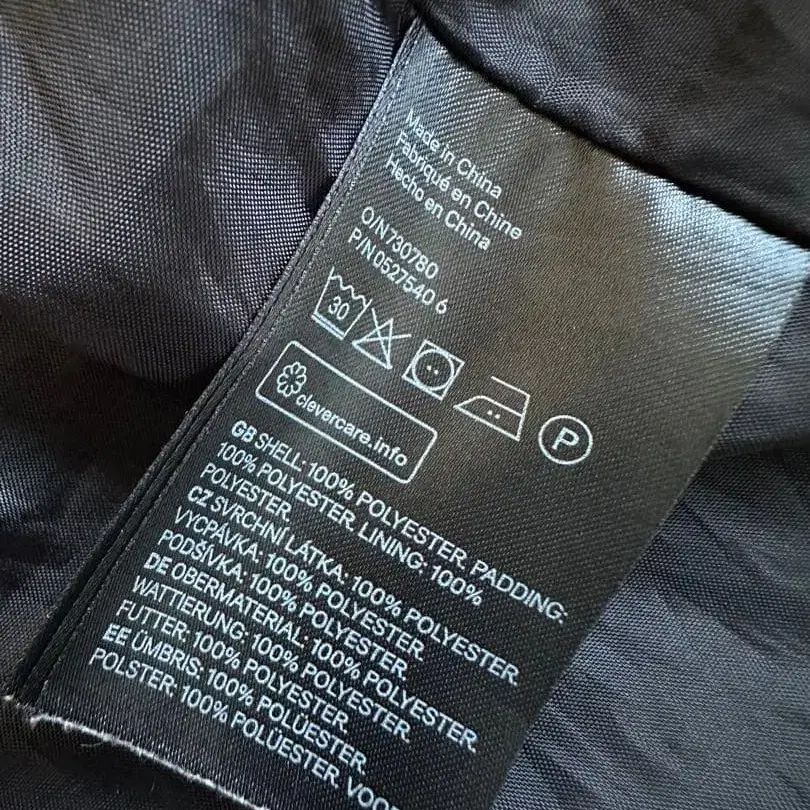 Made in China
Fabriqué en Chine
Hecho en China
O/N 730780
P/N 0527540 6
30
P
clevercare.info
GB SHELL: 100% POLYESTER. PADDING:
100% POLYESTER. LINING: 100%
POLYESTER.
CZ SVRCHNÍ LÁTKA: 100% POLYESTER.
VYCPÁVKA: 100% POLYESTER.
PODŠÍVKA: 100% POLYESTER.
DE OBERMATERIAL: 100% POLYESTER.
WATTIERUNG: 100% POLYESTER.
FUTTER: 100% POLYESTER.
EE ÜMBRIS: 100% POLÜESTER.
POLSTER: 100% POLÜESTER.